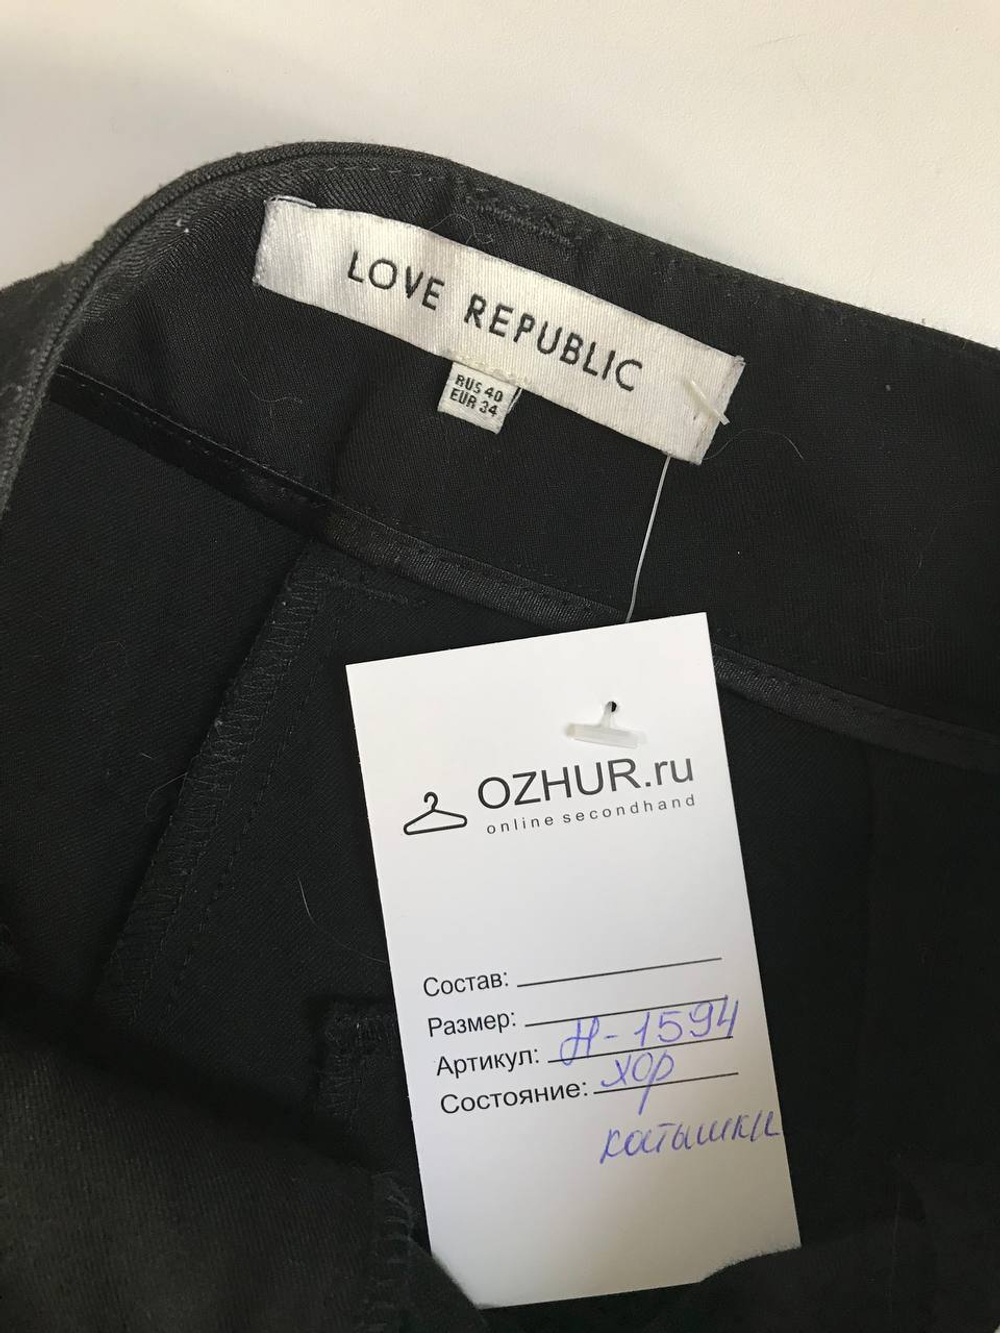 LOVE REPUBLIC
RUS 40
EUR 34
OZHUR.ru
online secondhand
Состав:
Размер:
Артикул: Н-1594
Состояние: хор
катышки